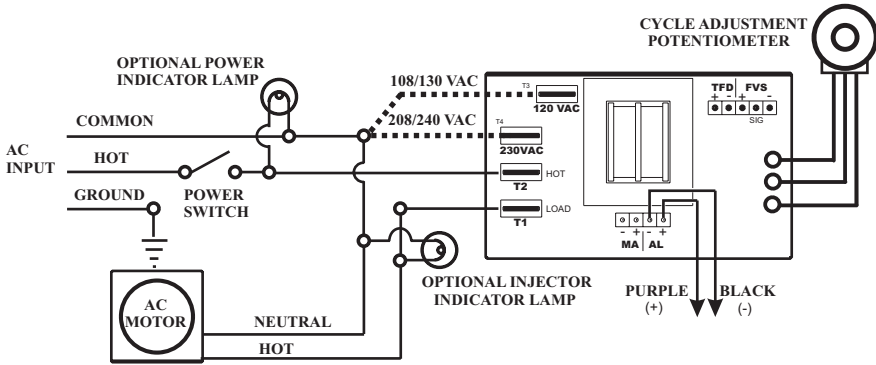 CYCLE ADJUSTMENT
POTENTIOMETER
OPTIONAL POWER
INDICATOR LAMP
108/130 VAC
T3
120 VAC
TFD FVS
+ - + -
SIG
COMMON
208/240 VAC
T4
230VAC
AC
INPUT
HOT
POWER
SWITCH
T2
HOT
GROUND
T1
LOAD
- + - +
MA AL
OPTIONAL INJECTOR
INDICATOR LAMP
PURPLE
(+)
BLACK
(-)
AC
MOTOR
NEUTRAL
HOT